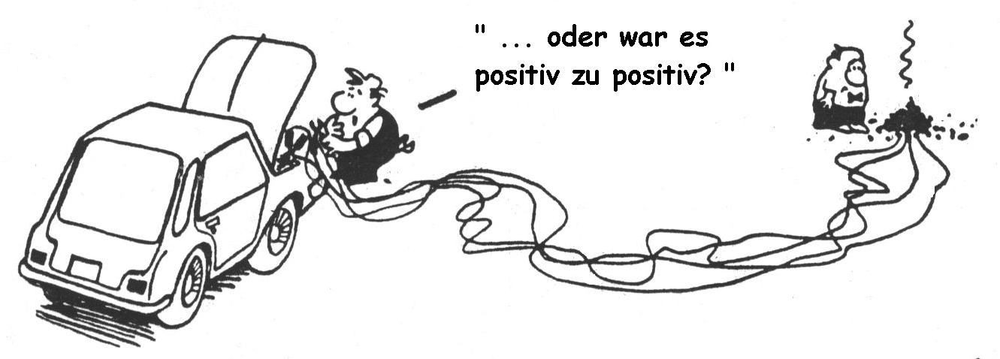 " ... oder war es
positiv zu positiv? "